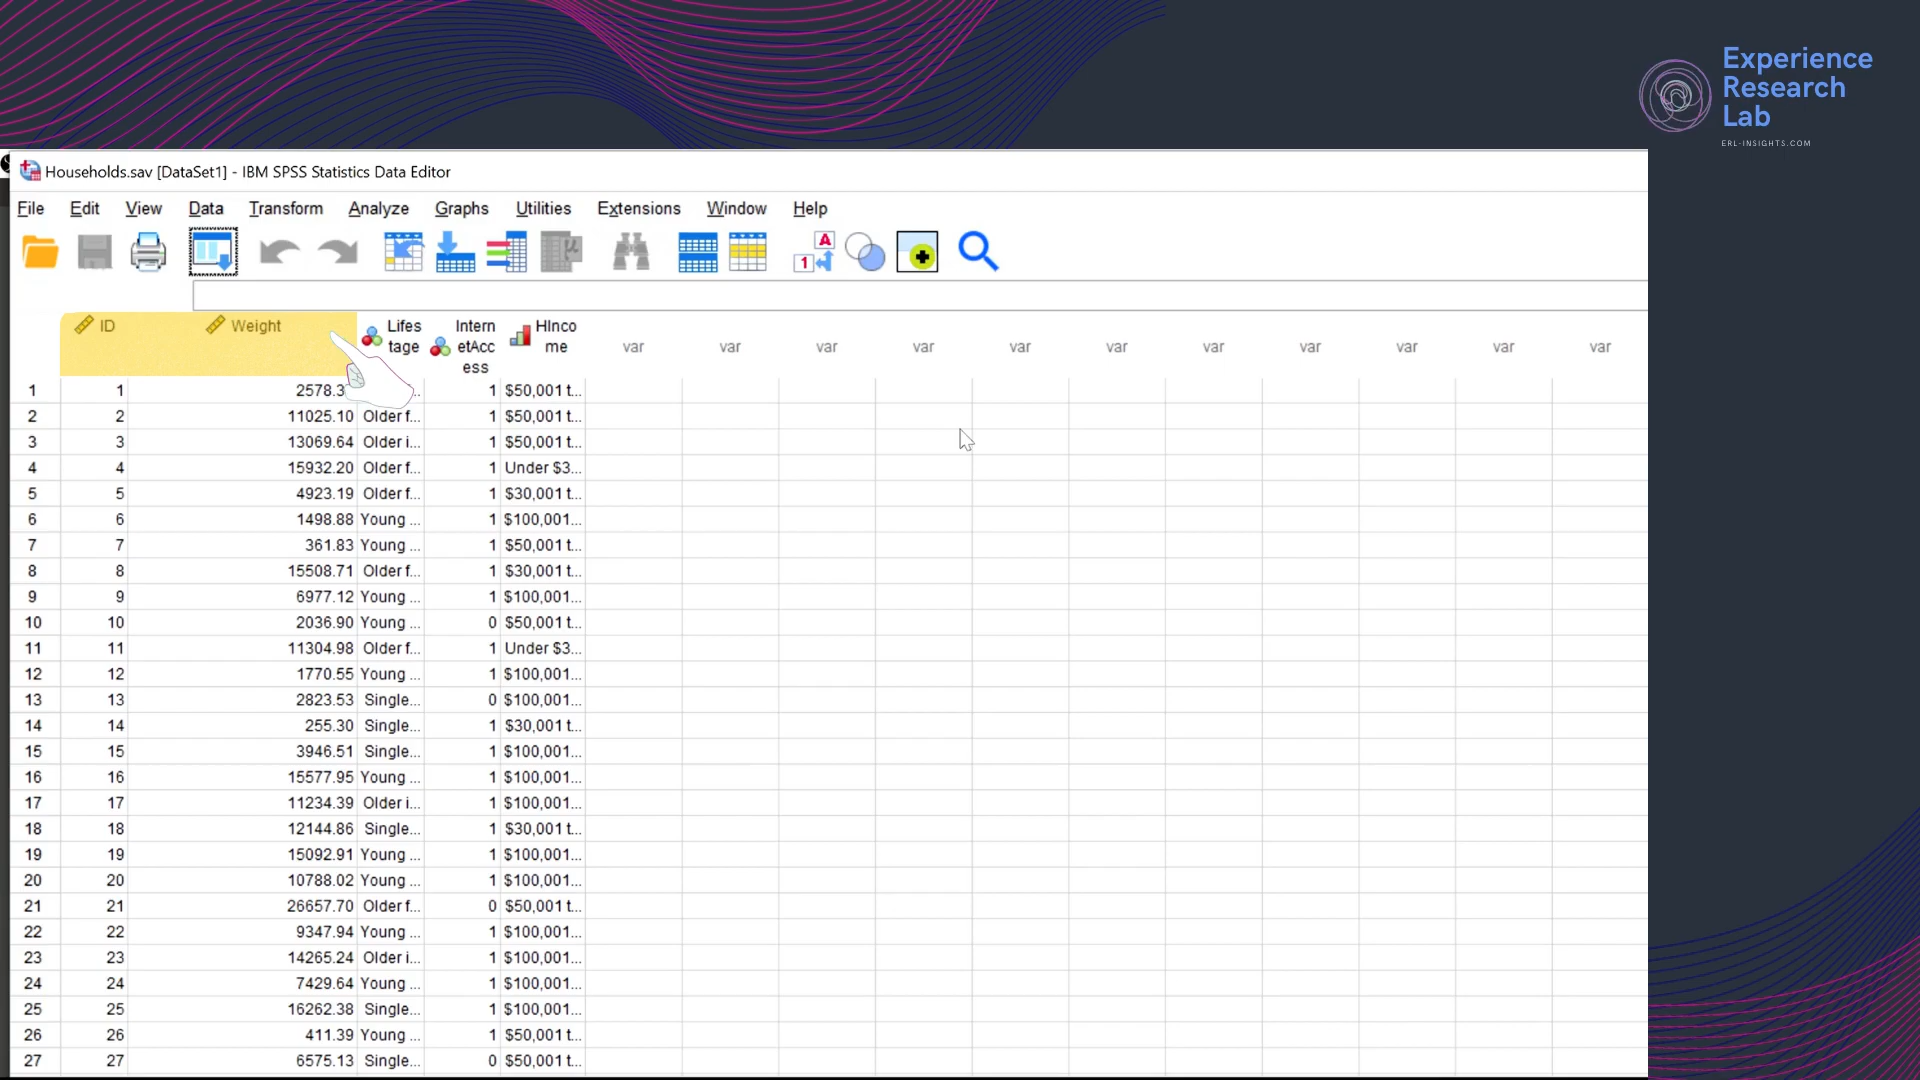 Experience
Research
Lab
ERL-INSIGHTS.COM
Households.sav [DataSet1] - IBM SPSS Statistics Data Editor
File Edit View Data Transform Analyze Graphs Utilities Extensions Window Help
ID Weight Lifes tage Intern etAcc ess HInco me var var var var var var var var var var var
1 1 2578.3 1 $50,001 t...
2 2 11025.10 Older f... 1 $50,001 t...
3 3 13069.64 Older i... 1 $50,001 t...
4 4 15932.20 Older f... 1 Under $3...
5 5 4923.19 Older f... 1 $30,001 t...
6 6 1498.88 Young ... 1 $100,001...
7 7 361.83 Young ... 1 $50,001 t...
8 8 15508.71 Older f... 1 $30,001 t...
9 9 6977.12 Young ... 1 $100,001...
10 10 2036.90 Young ... 0 $50,001 t...
11 11 11304.98 Older f... 1 Under $3...
12 12 1770.55 Young ... 1 $100,001...
13 13 2823.53 Single... 0 $100,001...
14 14 255.30 Single... 1 $30,001 t...
15 15 3946.51 Single... 1 $100,001...
16 16 15577.95 Young ... 1 $100,001...
17 17 11234.39 Older i... 1 $100,001...
18 18 12144.86 Single... 1 $30,001 t...
19 19 15092.91 Young ... 1 $100,001...
20 20 10788.02 Young ... 1 $100,001...
21 21 26657.70 Older f... 0 $50,001 t...
22 22 9347.94 Young ... 1 $100,001...
23 23 14265.24 Older i... 1 $100,001...
24 24 7429.64 Young ... 1 $100,001...
25 25 16262.38 Single... 1 $100,001...
26 26 411.39 Young ... 1 $50,001 t...
27 27 6575.13 Single... 0 $50,001 t...